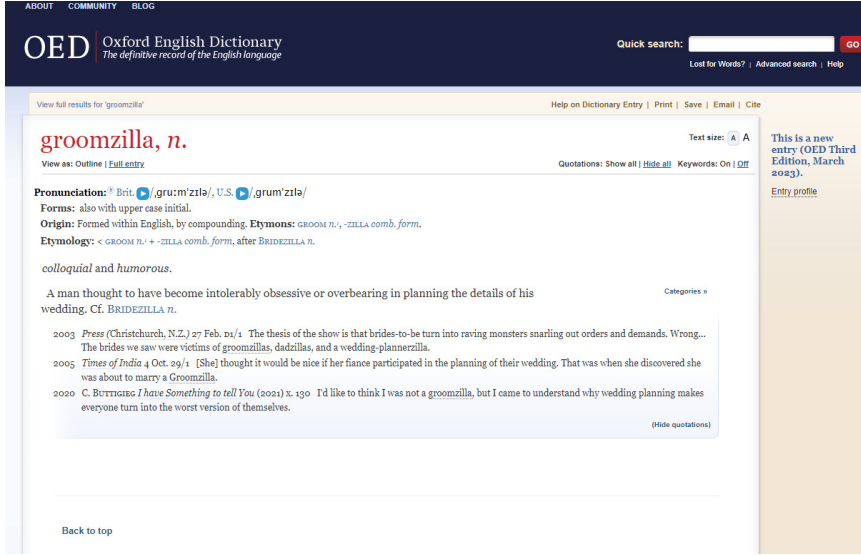 ABOUT COMMUNITY BLOG
OED Oxford English Dictionary
The definitive record of the English language
Quick search: GO
Lost for Words? | Advanced search | Help
View full results for 'groomzilla'
Help on Dictionary Entry | Print | Save | Email | Cite
groomzilla, n.
Text size: A A
View as: Outline | Full entry
Quotations: Show all | Hide all Keywords: On | Off
This is a new
entry (OED Third
Edition, March
2023).
Entry profile
Pronunciation: Brit. /ˌɡruːmˈzɪlə/, U.S. /ˌɡrumˈzɪlə/
Forms: also with upper case initial.
Origin: Formed within English, by compounding. Etymons: GROOM n.¹, -ZILLA comb. form.
Etymology: < GROOM n.¹ + -ZILLA comb. form, after BRIDEZILLA n.
colloquial and humorous.
A man thought to have become intolerably obsessive or overbearing in planning the details of his
wedding. Cf. BRIDEZILLA n.
Categories »
2003 Press (Christchurch, N.Z.) 27 Feb. D1/1 The thesis of the show is that brides-to-be turn into raving monsters snarling out orders and demands. Wrong...
The brides we saw were victims of groomzillas, dadzillas, and a wedding-plannerzilla.
2005 Times of India 4 Oct. 29/1 [She] thought it would be nice if her fiance participated in the planning of their wedding. That was when she discovered she
was about to marry a Groomzilla.
2020 C. BUTTIGIEG I have Something to tell You (2021) x. 130 I'd like to think I was not a groomzilla, but I came to understand why wedding planning makes
everyone turn into the worst version of themselves.
(Hide quotations)
Back to top